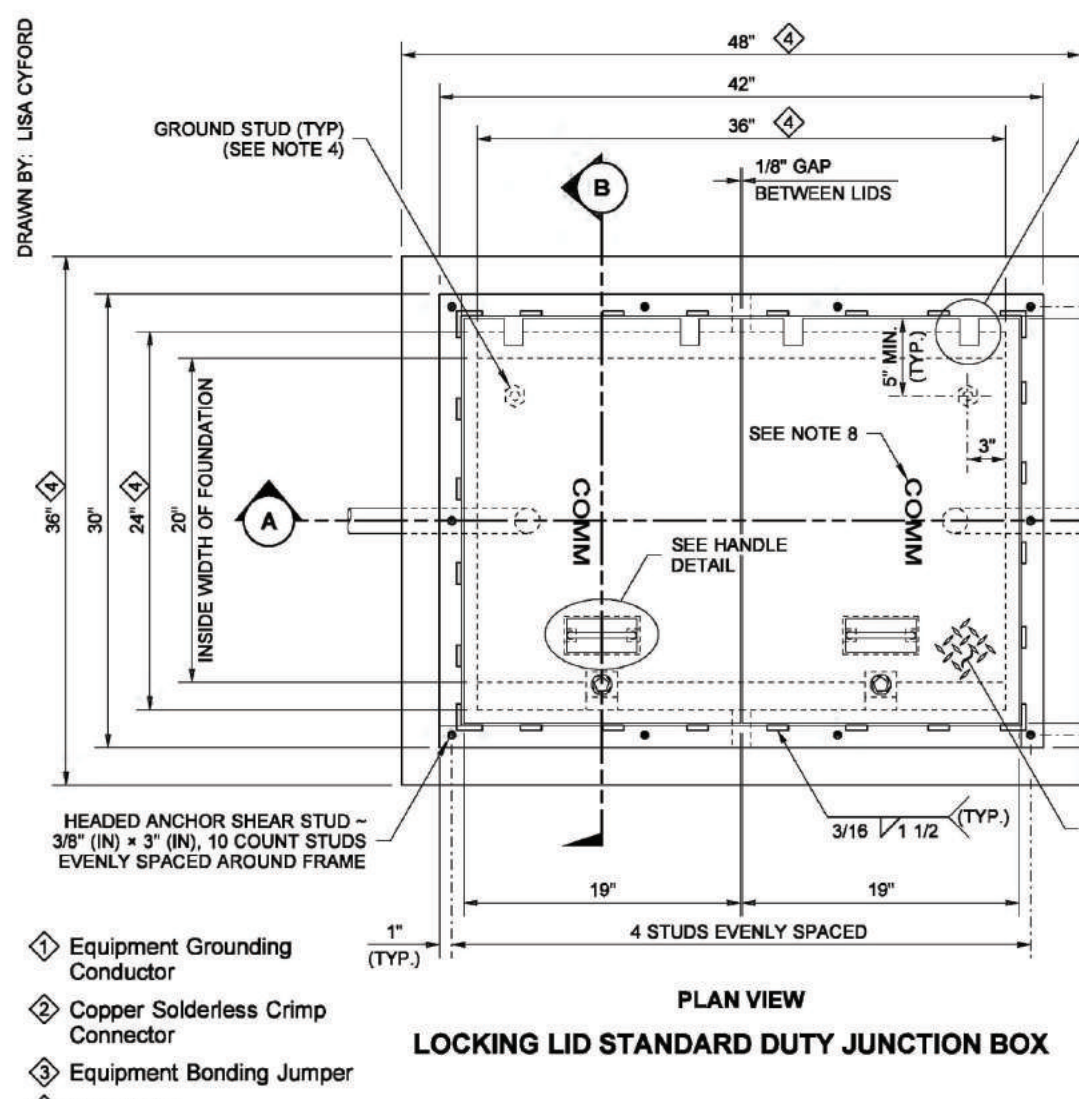 DRAWN BY: LISA CYFORD
48" 4
42"
36" 4
GROUND STUD (TYP)
(SEE NOTE 4)
1/8" GAP
BETWEEN LIDS
B
5" MIN.
(TYP.)
3"
SEE NOTE 8
COMM
COMM
36" 4
30"
24" 4
20"
INSIDE WIDTH OF FOUNDATION
A
SEE HANDLE
DETAIL
HEADED ANCHOR SHEAR STUD ~
3/8" (IN) × 3" (IN), 10 COUNT STUDS
EVENLY SPACED AROUND FRAME
3/16 1 1/2 (TYP.)
19"
19"
1"
(TYP.)
4 STUDS EVENLY SPACED
1 Equipment Grounding
Conductor
2 Copper Solderless Crimp
Connector
3 Equipment Bonding Jumper
PLAN VIEW
LOCKING LID STANDARD DUTY JUNCTION BOX